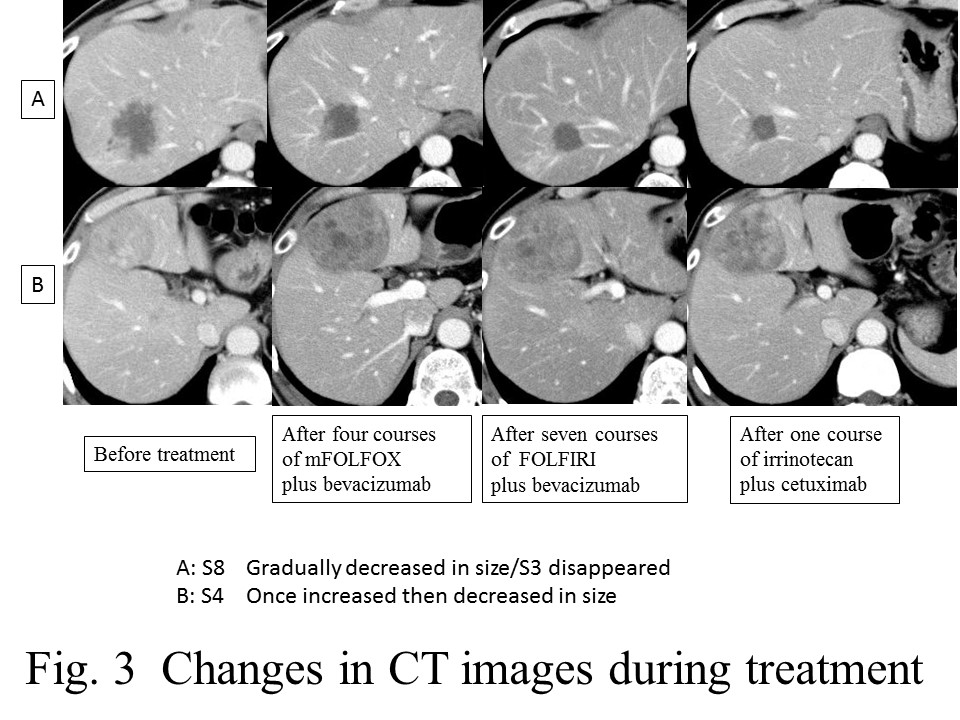 A
B
Before treatment
After four courses
of mFOLFOX
plus bevacizumab
After seven courses
of FOLFIRI
plus bevacizumab
After one course
of irrinotecan
plus cetuximab
A: S8 Gradually decreased in size/S3 disappeared
B: S4 Once increased then decreased in size
Fig. 3 Changes in CT images during treatment